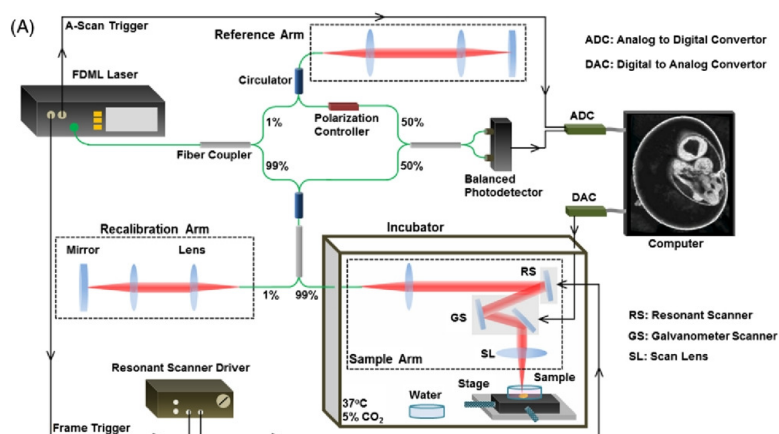 (A)
A-Scan Trigger
FDML Laser
Reference Arm
ADC: Analog to Digital Convertor
DAC: Digital to Analog Convertor
Circulator
1%
Polarization
Controller
50%
ADC
Fiber Coupler
99%
50%
Balanced
Photodetector
DAC
Computer
Recalibration Arm
Mirror
Lens
Incubator
RS
1%
99%
GS
RS: Resonant Scanner
GS: Galvanometer Scanner
SL: Scan Lens
SL
Sample Arm
Resonant Scanner Driver
Stage
Sample
Water
37°C
5% CO₂
Frame Trigger